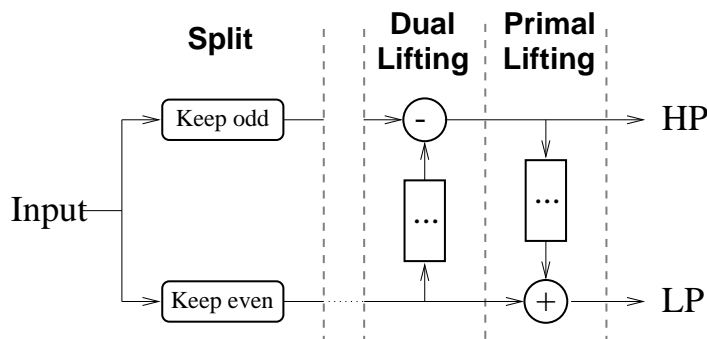 Split
Dual
Lifting
Primal
Lifting
Keep odd
-
HP
Input
...
...
Keep even
+
LP